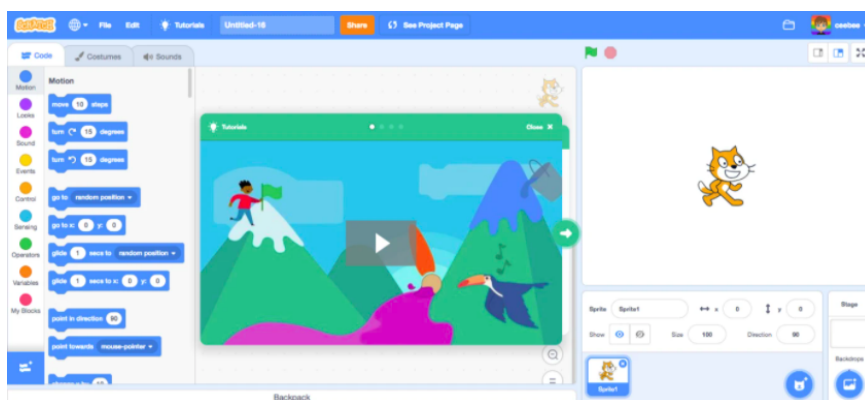 SCRATCH File Edit Tutorials Untitled-16 Share See Project Page ceebee
Code Costumes Sounds
Motion
Looks
Sound
Events
Control
Sensing
Operators
Variables
My Blocks
Motion
move 10 steps
turn 15 degrees
turn 15 degrees
go to random position
go to x: 0 y: 0
glide 1 secs to random position
glide 1 secs to x: 0 y: 0
point in direction 90
point towards mouse-pointer
Tutorials Close
Backpack
Sprite Sprite1 x 0 y 0
Show Size 100 Direction 90
Sprite1
Stage
Backdrops